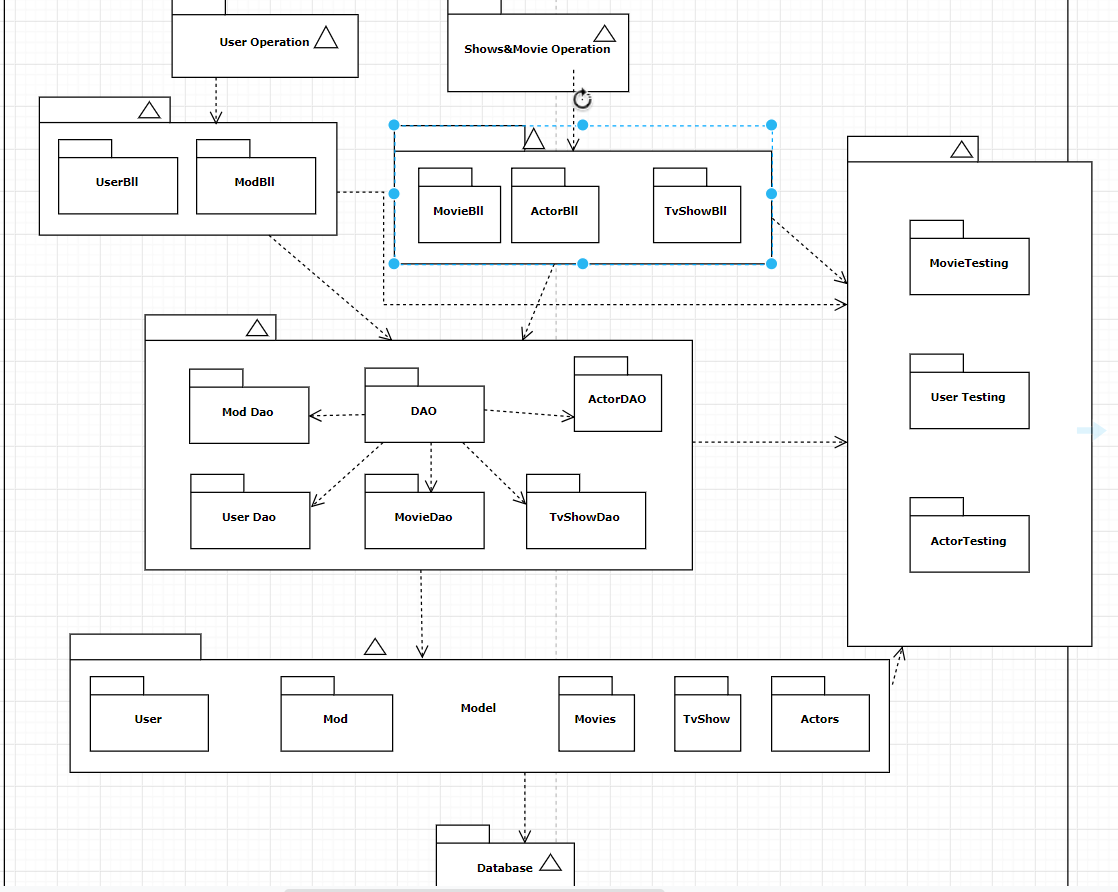 User Operation
Shows&Movie Operation
UserBll
ModBll
MovieBll
ActorBll
TvShowBll
MovieTesting
User Testing
ActorTesting
Mod Dao
DAO
ActorDAO
User Dao
MovieDao
TvShowDao
User
Mod
Model
Movies
TvShow
Actors
Database